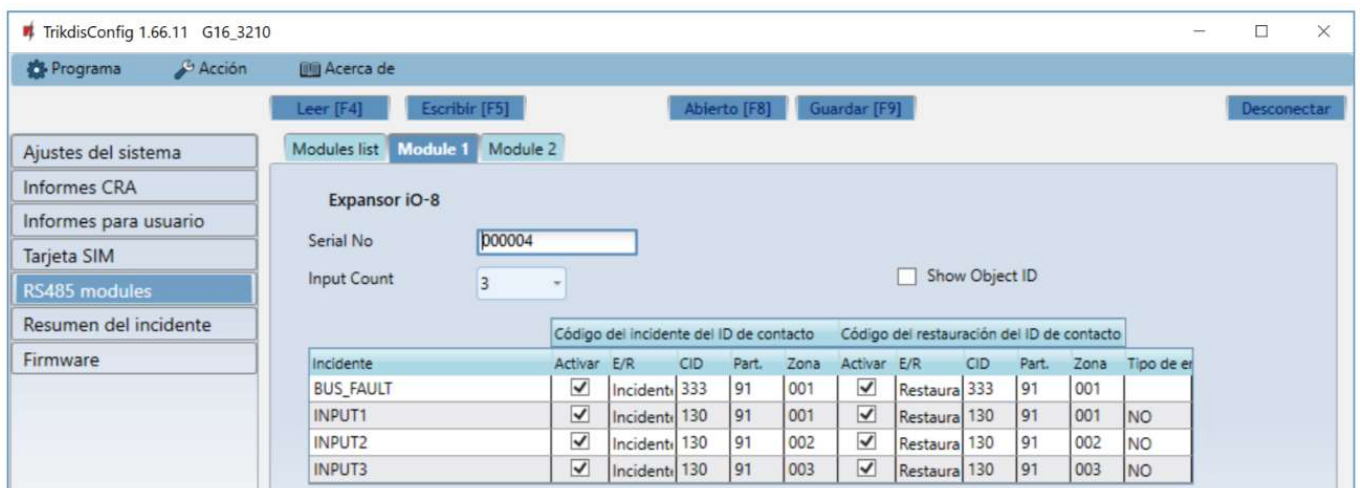 TrikdisConfig 1.66.11 G16_3210
Programa Acción Acerca de
Leer [F4] Escribir [F5] Abierto [F8] Guardar [F9] Desconectar
Ajustes del sistema
Informes CRA
Informes para usuario
Tarjeta SIM
RS485 modules
Resumen del incidente
Firmware
Modules list Module 1 Module 2
Expansor iO-8
Serial No 000004
Input Count 3 Show Object ID
Código del incidente del ID de contacto Código del restauración del ID de contacto
Incidente Activar E/R CID Part. Zona Activar E/R CID Part. Zona Tipo de er
BUS_FAULT Incident 333 91 001 Restaura 333 91 001
INPUT1 Incident 130 91 001 Restaura 130 91 001 NO
INPUT2 Incident 130 91 002 Restaura 130 91 002 NO
INPUT3 Incident 130 91 003 Restaura 130 91 003 NO